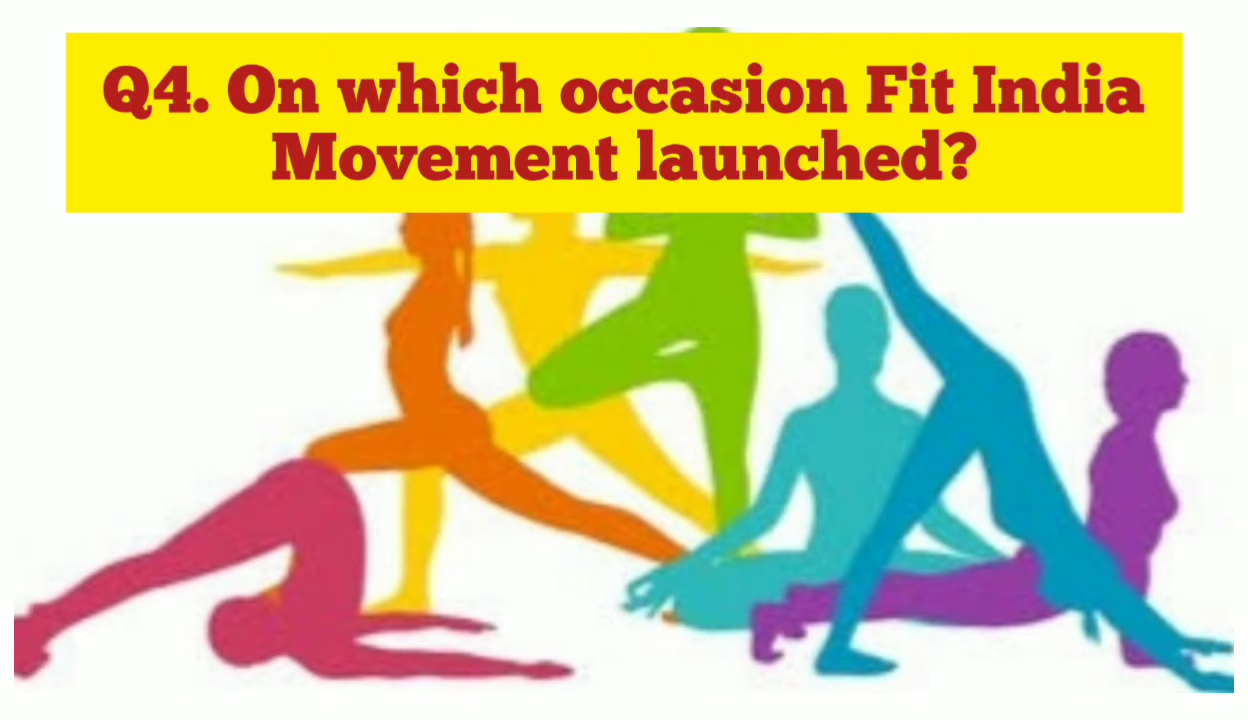 Q4. On which occasion Fit India
Movement launched?